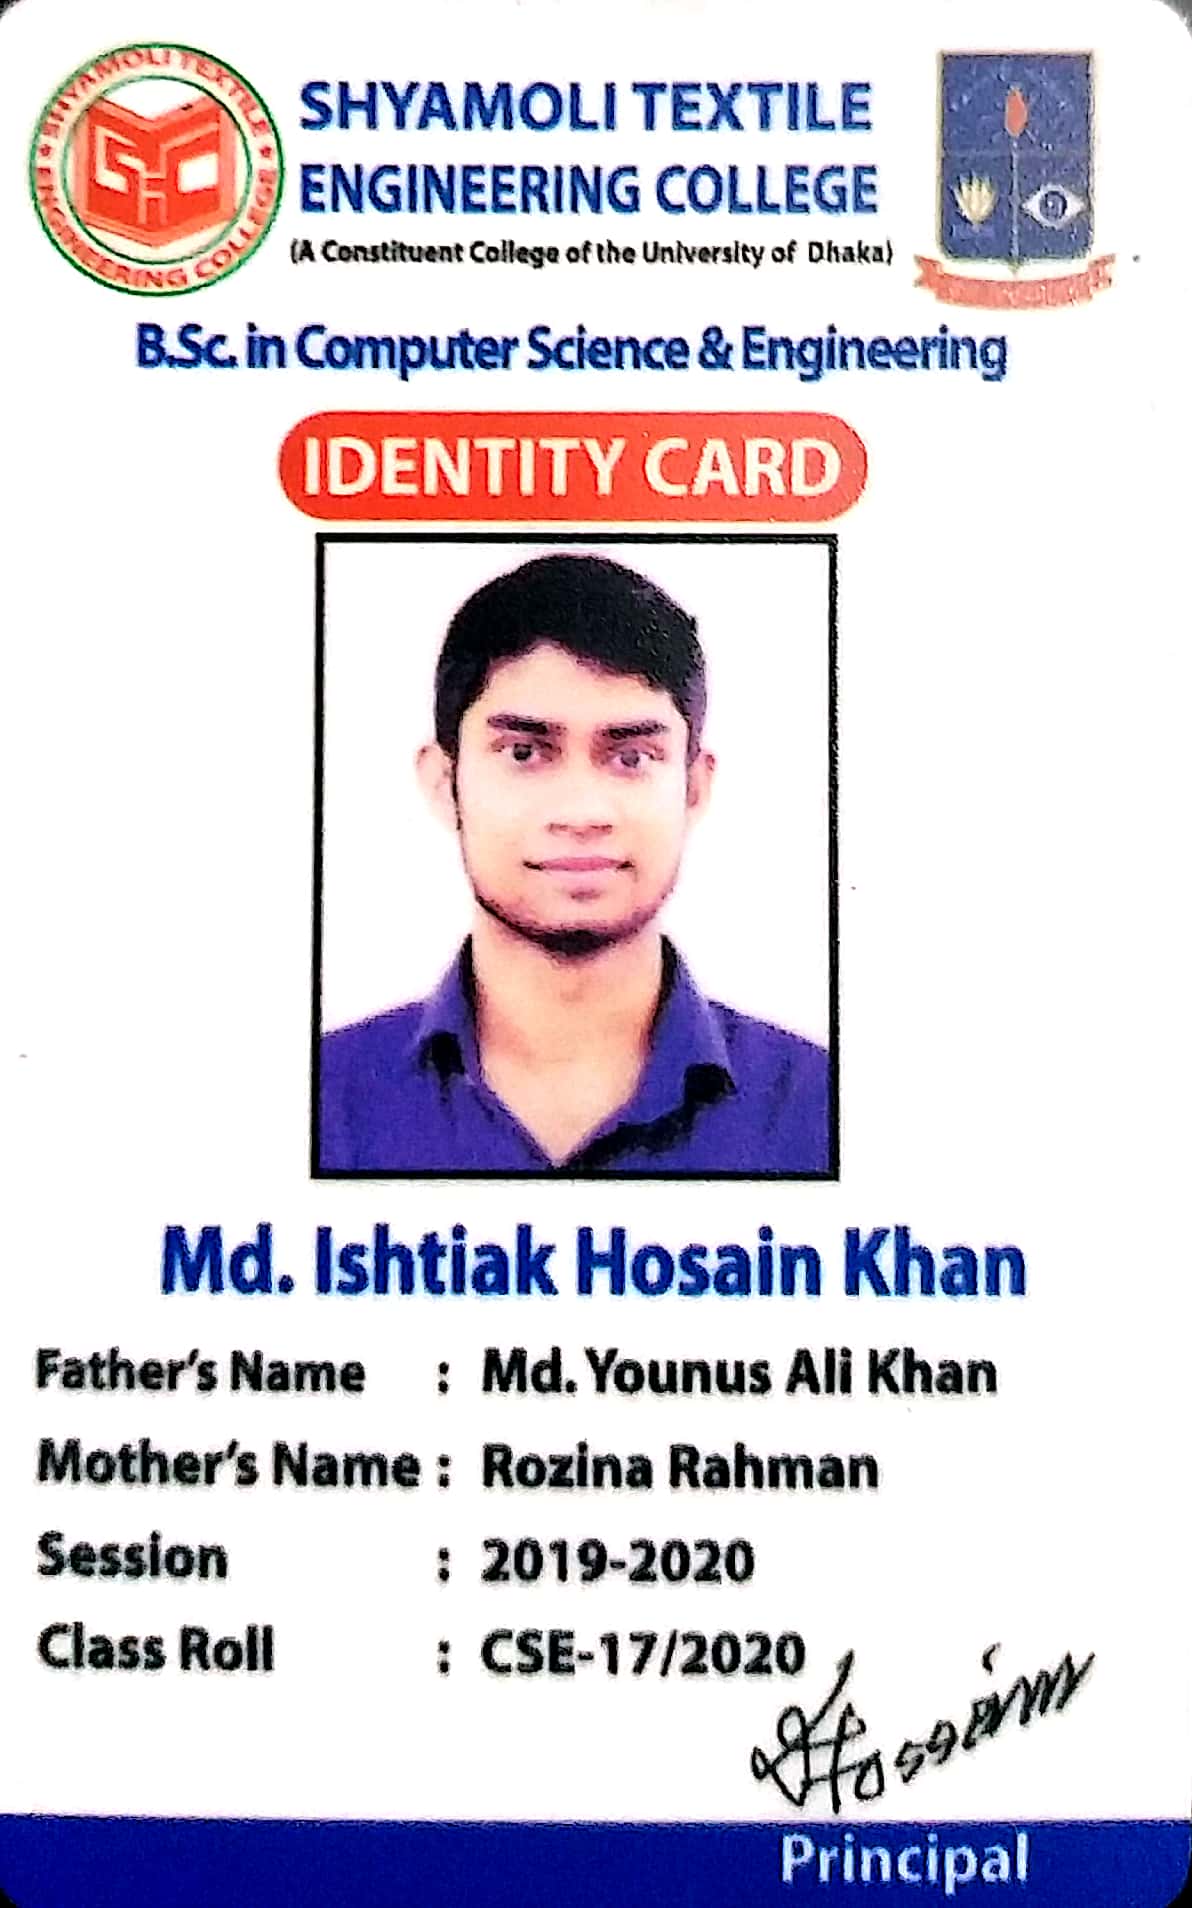 SHYAMOLI TEXTILE ENGINEERING COLLEGE
SHYAMOLI TEXTILE
ENGINEERING COLLEGE
(A Constituent College of the University of Dhaka)
B.Sc. in Computer Science & Engineering
IDENTITY CARD
Md. Ishtiak Hosain Khan
Father's Name : Md. Younus Ali Khan
Mother's Name : Rozina Rahman
Session : 2019-2020
Class Roll : CSE-17/2020
Principal